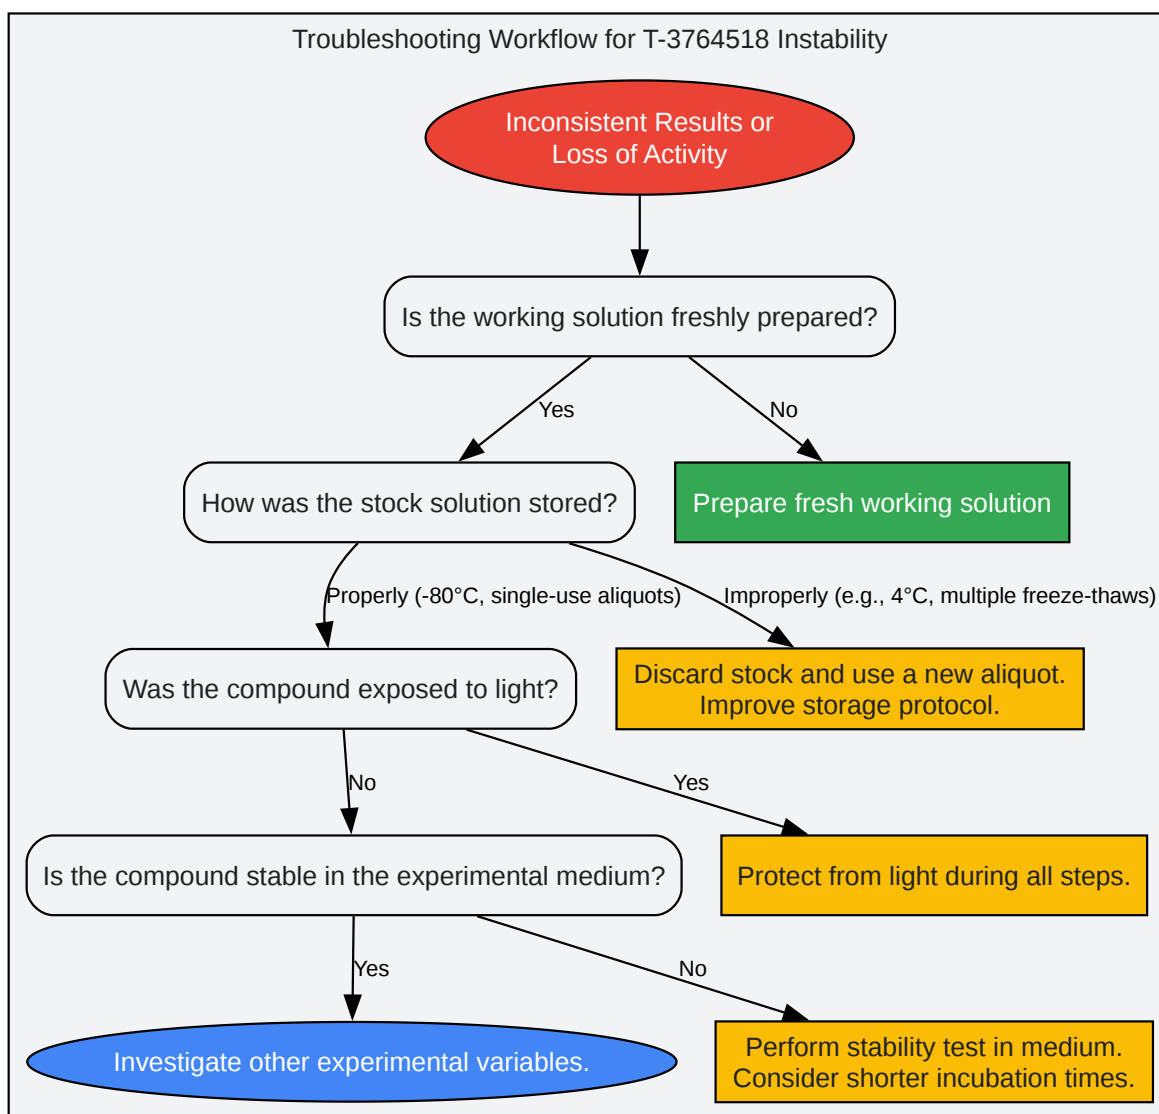 Troubleshooting Workflow for T-3764518 Instability
Inconsistent Results or
Loss of Activity
Is the working solution freshly prepared?
Yes
No
How was the stock solution stored?
Prepare fresh working solution
Properly (-80°C, single-use aliquots)
Improperly (e.g., 4°C, multiple freeze-thaws)
Was the compound exposed to light?
Discard stock and use a new aliquot.
Improve storage protocol.
No
Yes
Is the compound stable in the experimental medium?
Protect from light during all steps.
Yes
No
Investigate other experimental variables.
Perform stability test in medium.
Consider shorter incubation times.